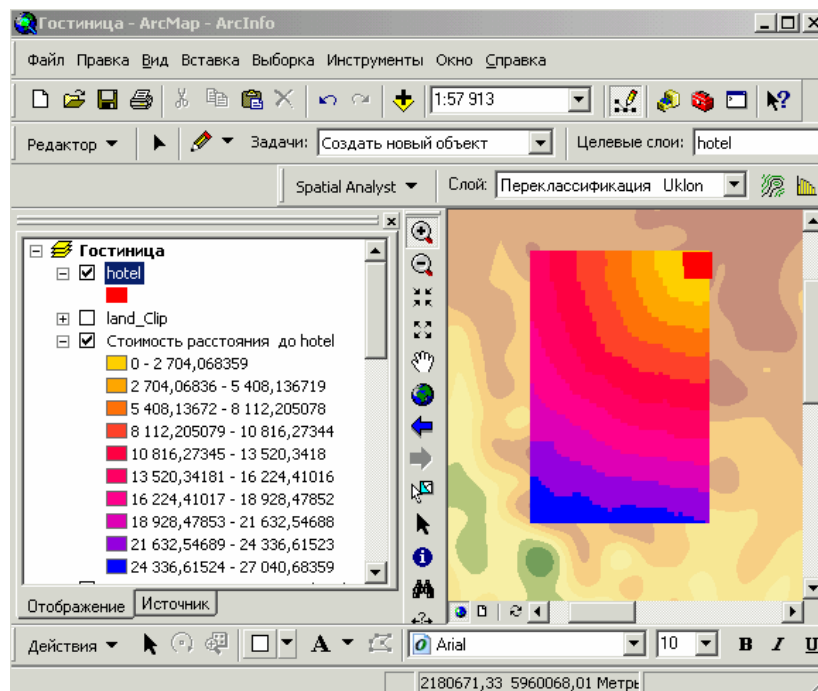 Гостиница - ArcMap - ArcInfo
Файл Правка Вид Вставка Выборка Инструменты Окно Справка
1:57 913
Редактор Задачи: Создать новый объект Целевые слои: hotel
Spatial Analyst Слой: Переклассификация Uklon
Гостиница
hotel
land_Clip
Стоимость расстояния до hotel
0 - 2 704,068359
2 704,06836 - 5 408,136719
5 408,13672 - 8 112,205078
8 112,205079 - 10 816,27344
10 816,27345 - 13 520,3418
13 520,34181 - 16 224,41016
16 224,41017 - 18 928,47852
18 928,47853 - 21 632,54688
21 632,54689 - 24 336,61523
24 336,61524 - 27 040,68359
Отображение Источник
Действия A Arial 10 B I U
2180671,33 5960068,01 Метры